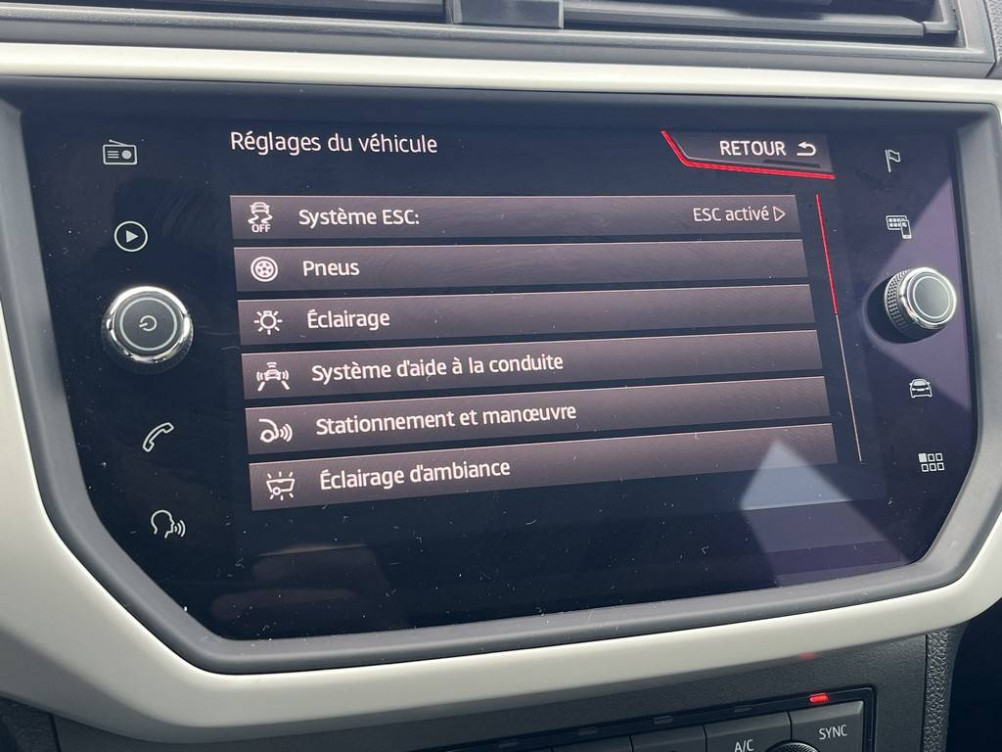 Réglages du véhicule
RETOUR
OFF
Système ESC:
ESC activé
Pneus
Éclairage
Système d'aide à la conduite
Stationnement et manœuvre
Éclairage d'ambiance
A/C
SYNC